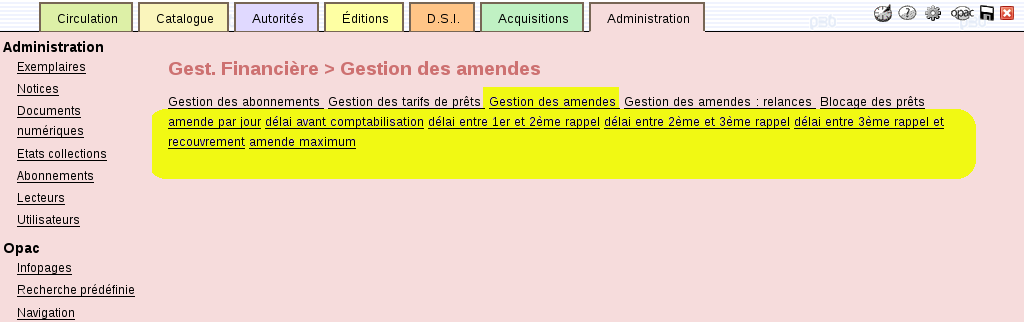 Circulation Catalogue Autorités Éditions D.S.I. Acquisitions Administration opac
Administration
Exemplaires
Notices
Documents
numériques
Etats collections
Abonnements
Lecteurs
Utilisateurs
Opac
Infopages
Recherche prédéfinie
Navigation
Gest. Financière > Gestion des amendes
Gestion des abonnements Gestion des tarifs de prêts Gestion des amendes Gestion des amendes : relances Blocage des prêts
amende par jour délai avant comptabilisation délai entre 1er et 2ème rappel délai entre 2ème et 3ème rappel délai entre 3ème rappel et
recouvrement amende maximum